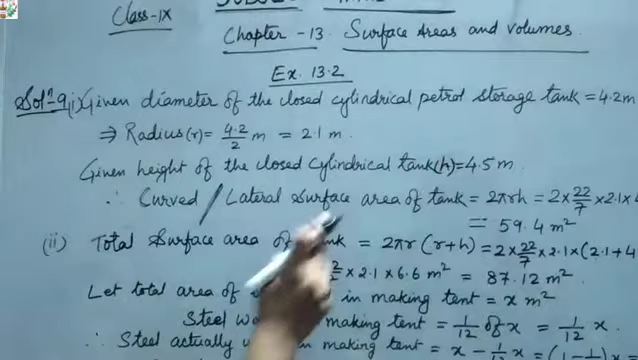 Class-IX
Chapter-13. Surface Areas and volumes.
Ex. 13.2
Solⁿ 9(i) Given diameter of the closed cylindrical petrol storage tank = 4.2m
⇒ Radius(r) = 4.2/2 m = 2.1 m.
Given height of the closed cylindrical tank(h) = 4.5 m.
∴ Curved / Lateral surface area of tank = 2πrh = 2 × 22/7 × 2.1 ×
= 59.4 m²
(ii) Total Surface area of = 2πr (r+h) = 2 × 22/7 × 2.1 × (2.1 + 4
× 2.1 × 6.6 m² = 87.12 m².
Let total area of in making tent = x m²
Steel making tent = 1/12 of x = 1/12 x.
∴ Steel actually in making tent = x − 1/12 x = (1 − 1/12) x